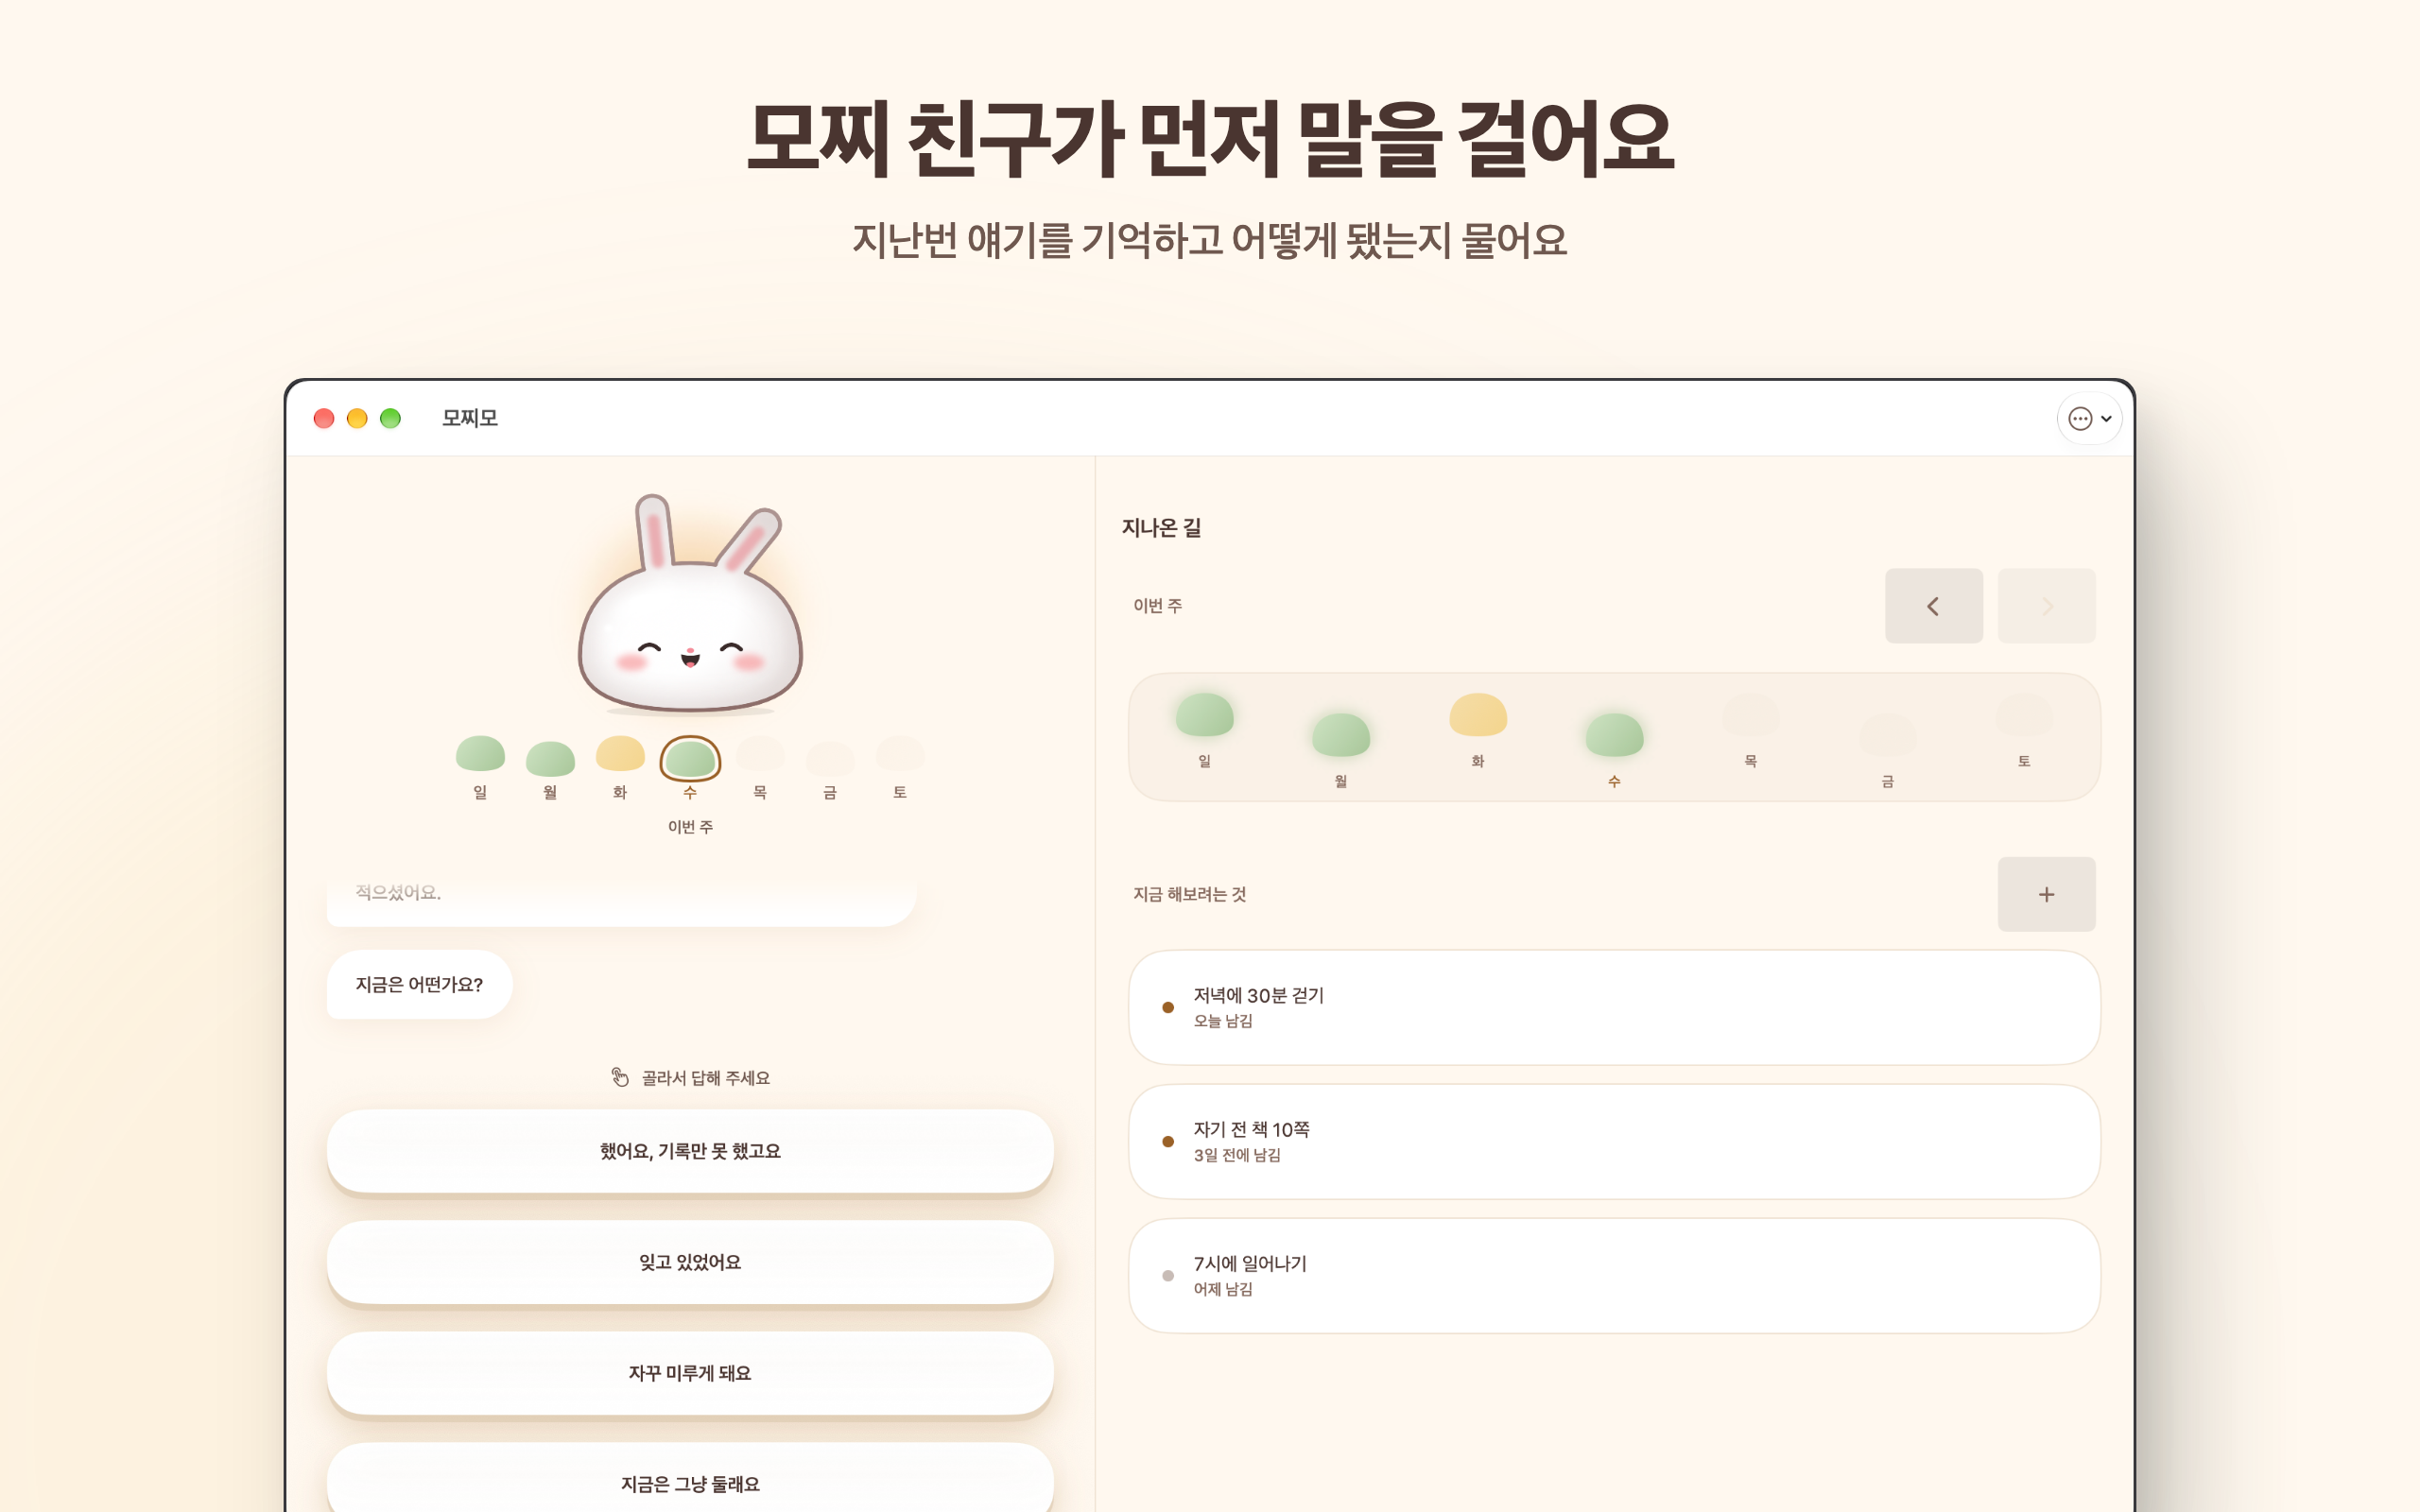 모찌 친구가 먼저 말을 걸어요
지난번 얘기를 기억하고 어떻게 됐는지 물어요
모찌모
일 월 화 수 목 금 토
이번 주
적으셨어요.
지금은 어떤가요?
골라서 답해 주세요
했어요, 기록만 못 했고요
잊고 있었어요
자꾸 미루게 돼요
지금은 그냥 둘래요
지나온 길
이번 주
일 월 화 수 목 금 토
지금 해보려는 것
저녁에 30분 걷기
오늘 남김
자기 전 책 10쪽
3일 전에 남김
7시에 일어나기
어제 남김